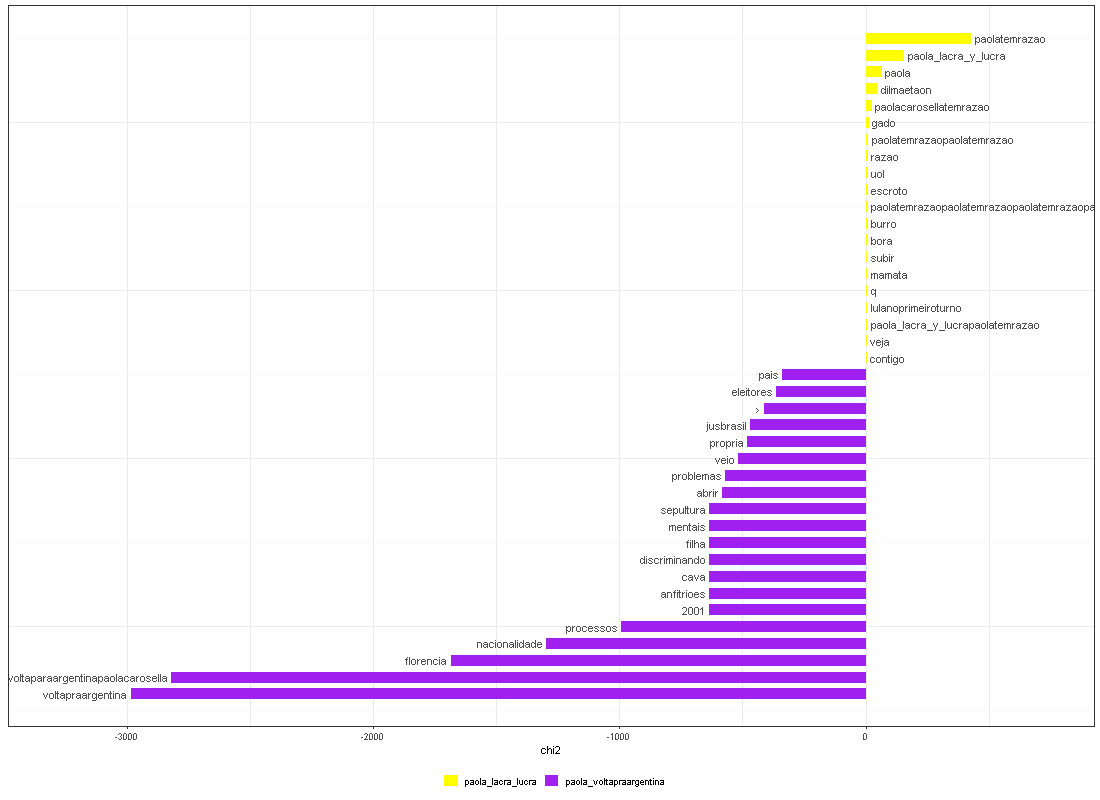 paolatemrazao
paola_lacra_y_lucra
paola
dilmaetaon
paolacarosellatemrazao
gado
paolatemrazaopaolatemrazao
razao
uol
escroto
paolatemrazaopaolatemrazaopaolatemrazaopa
burro
bora
subir
mamata
q
lulanoprimeiroturno
paola_lacra_y_lucrapaolatemrazao
veja
contigo
pais
eleitores
>
jusbrasil
propria
veio
problemas
abrir
sepultura
mentais
filha
discriminando
cava
anfitrioes
2001
processos
nacionalidade
florencia
voltaparaargentinapaolacarosella
voltapraargentina
-3000 -2000 -1000 0
chi2
paola_lacra_lucra paola_voltapraargentina